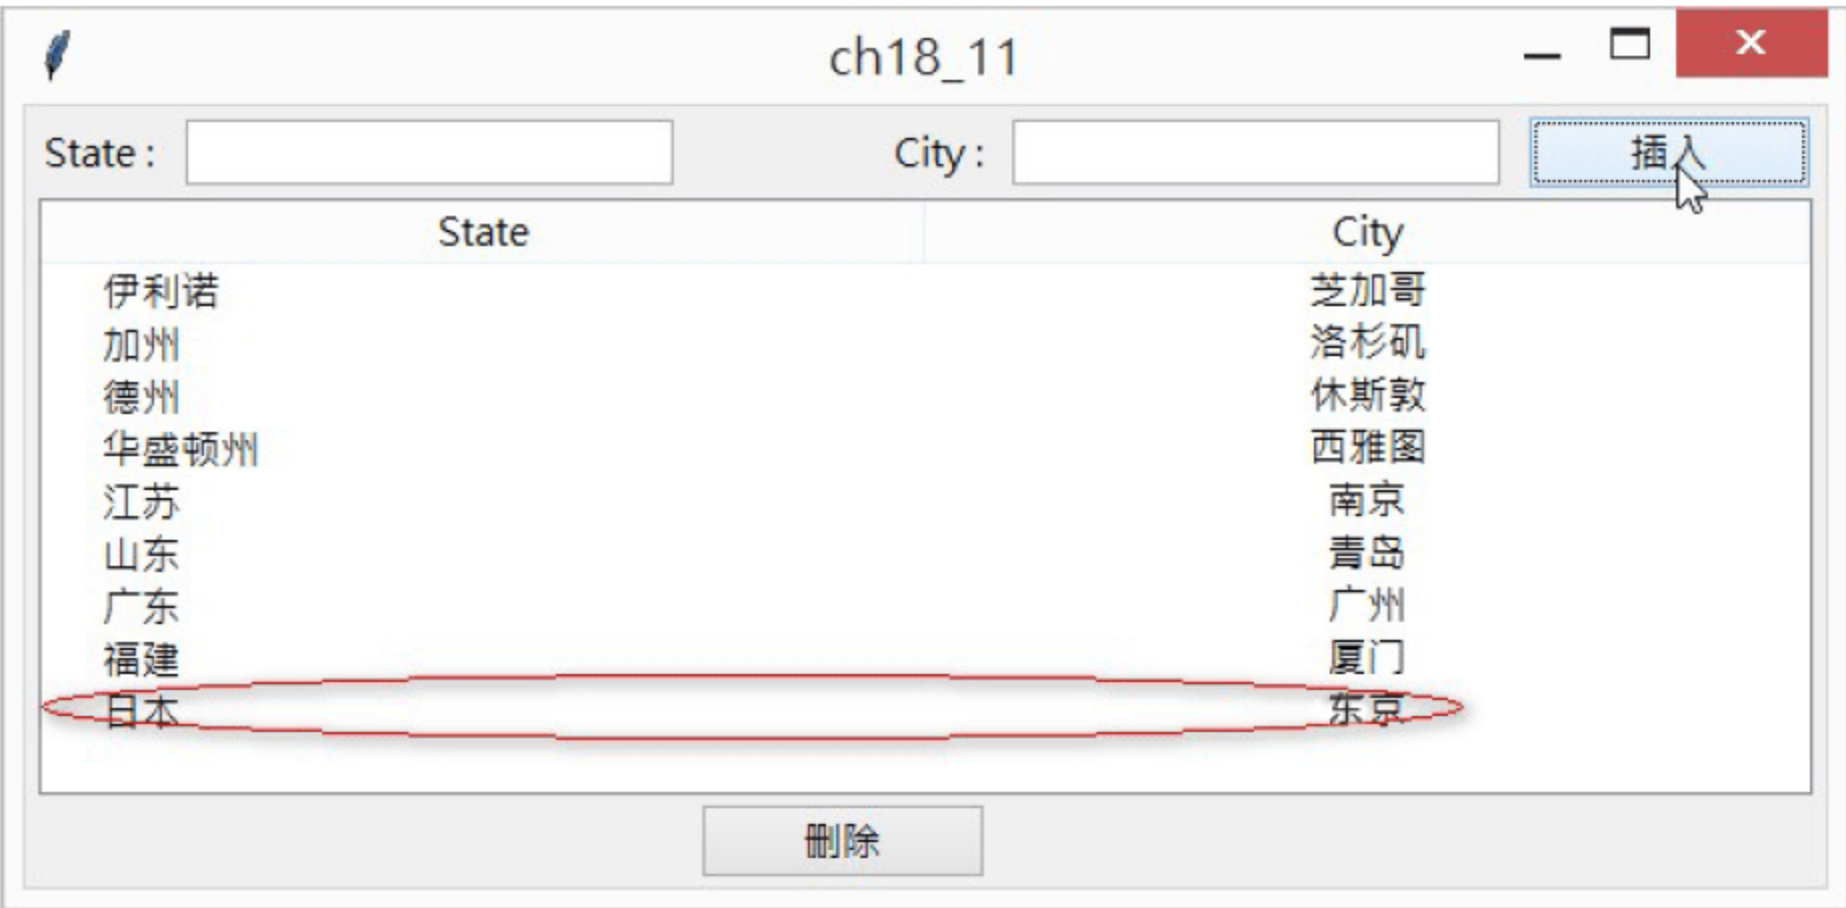 ch18_11
State : City : 插入
State City
伊利诺 芝加哥
加州 洛杉矶
德州 休斯敦
华盛顿州 西雅图
江苏 南京
山东 青岛
广东 广州
福建 厦门
日本 东京
删除